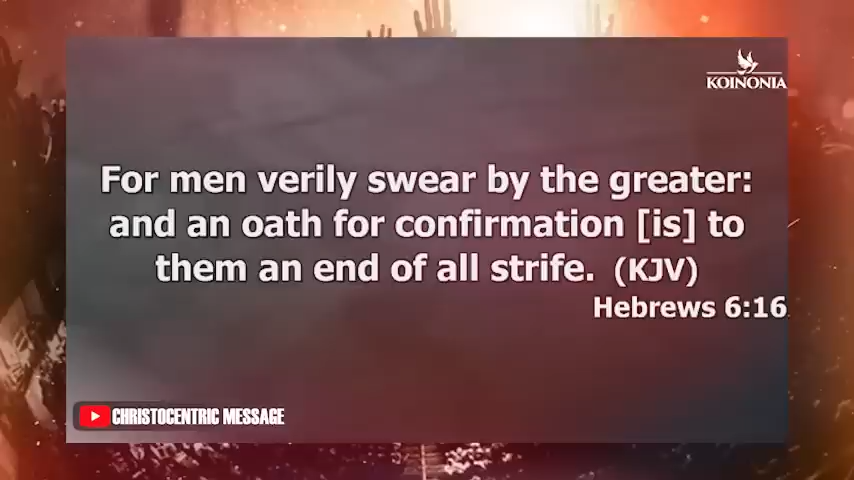 KOINONIA
For men verily swear by the greater:
and an oath for confirmation [is] to
them an end of all strife. (KJV)
Hebrews 6:16
CHRISTOCENTRIC MESSAGE